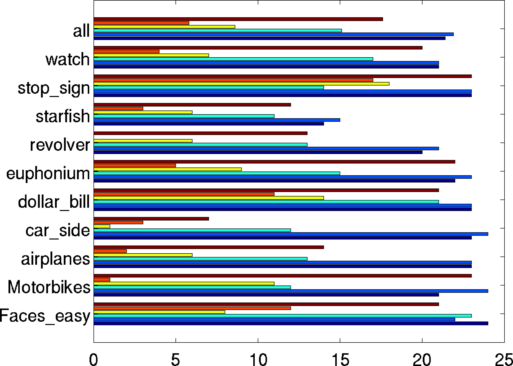 all
watch
stop_sign
starfish
revolver
euphonium
dollar_bill
car_side
airplanes
Motorbikes
Faces_easy
0 5 10 15 20 25